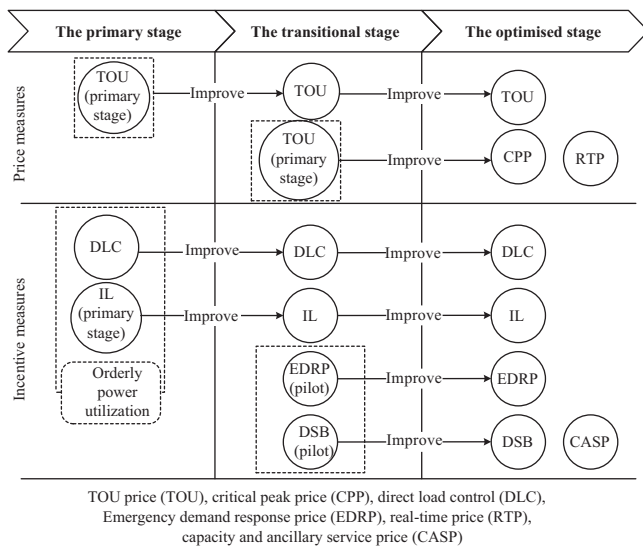 The primary stage
The transitional stage
The optimised stage
Price measures
TOU
(primary
stage)
Improve
TOU
Improve
TOU
TOU
(primary
stage)
Improve
CPP
RTP
Incentive measures
DLC
Improve
DLC
Improve
DLC
IL
(primary
stage)
Improve
IL
Improve
IL
Orderly
power
utilization
EDRP
(pilot)
Improve
EDRP
DSB
(pilot)
Improve
DSB
CASP
TOU price (TOU), critical peak price (CPP), direct load control (DLC),
Emergency demand response price (EDRP), real-time price (RTP),
capacity and ancillary service price (CASP)